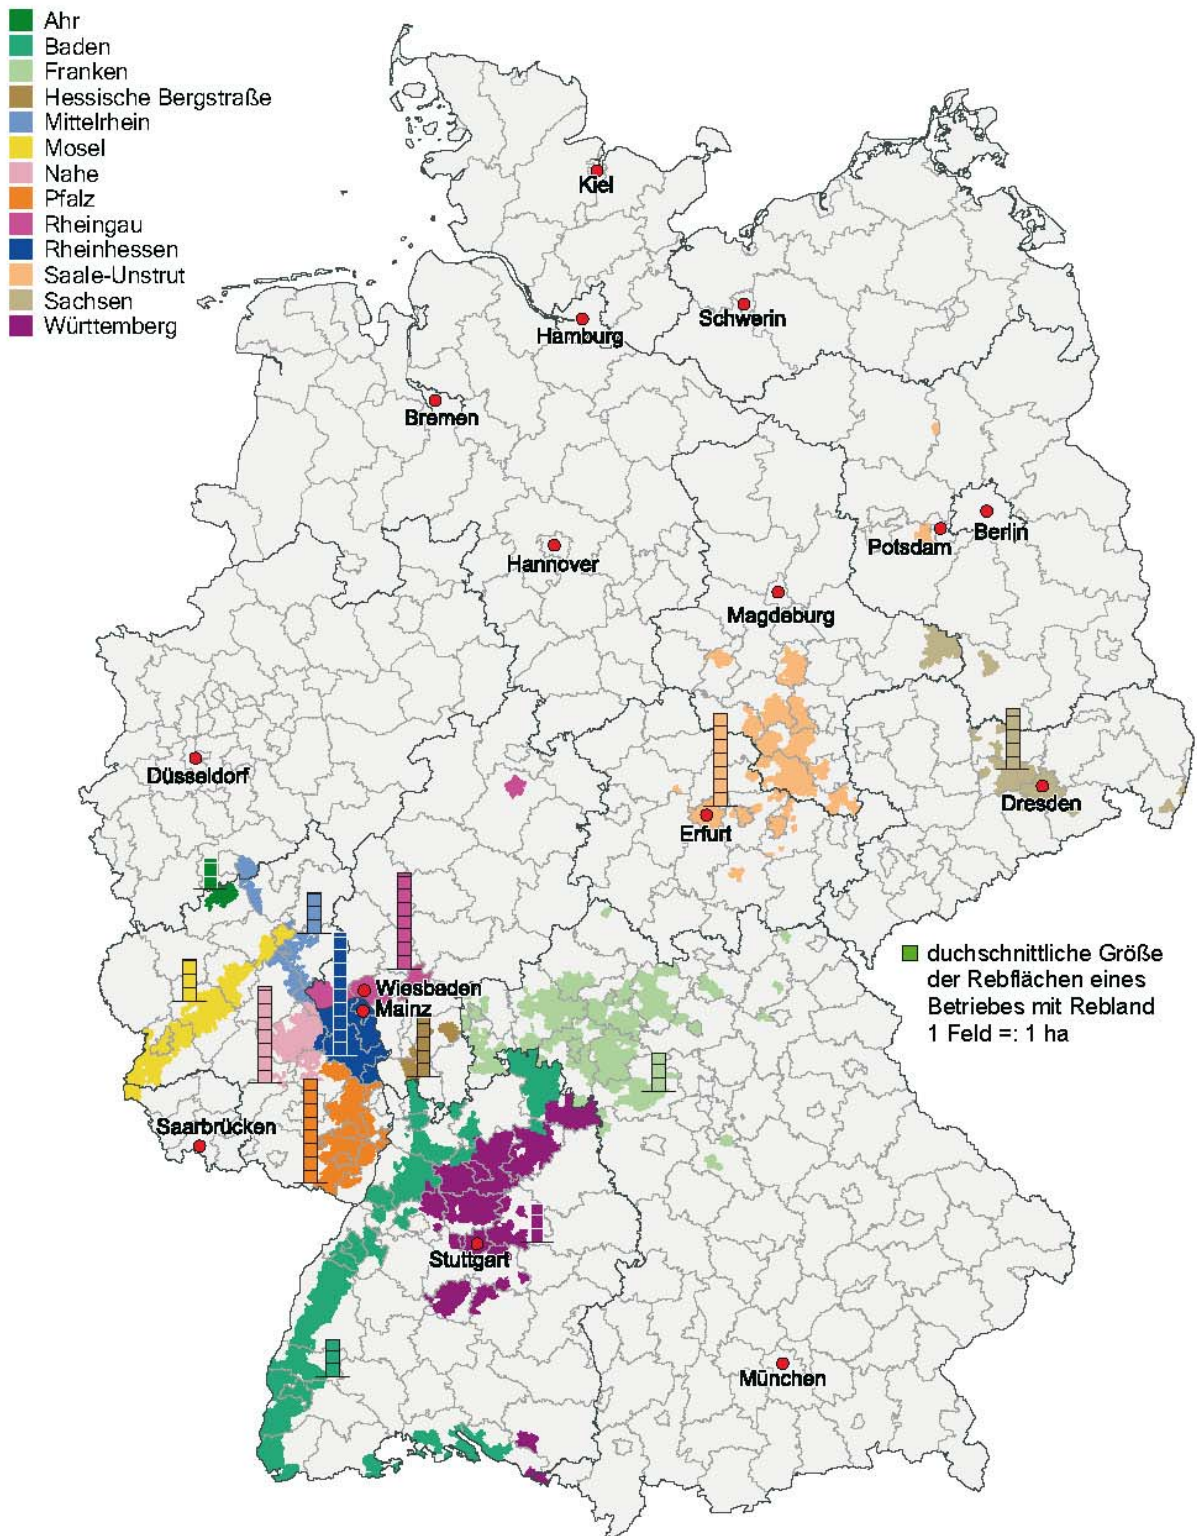 Ahr
Baden
Franken
Hessische Bergstraße
Mittelrhein
Mosel
Nahe
Pfalz
Rheingau
Rheinhessen
Saale-Unstrut
Sachsen
Württemberg
Kiel
Schwerin
Hamburg
Bremen
Berlin
Potsdam
Hannover
Magdeburg
Düsseldorf
Dresden
Erfurt
duchschnittliche Größe
der Rebflächen eines
Betriebes mit Rebland
1 Feld =: 1 ha
Wiesbaden
Mainz
Saarbrücken
Stuttgart
München